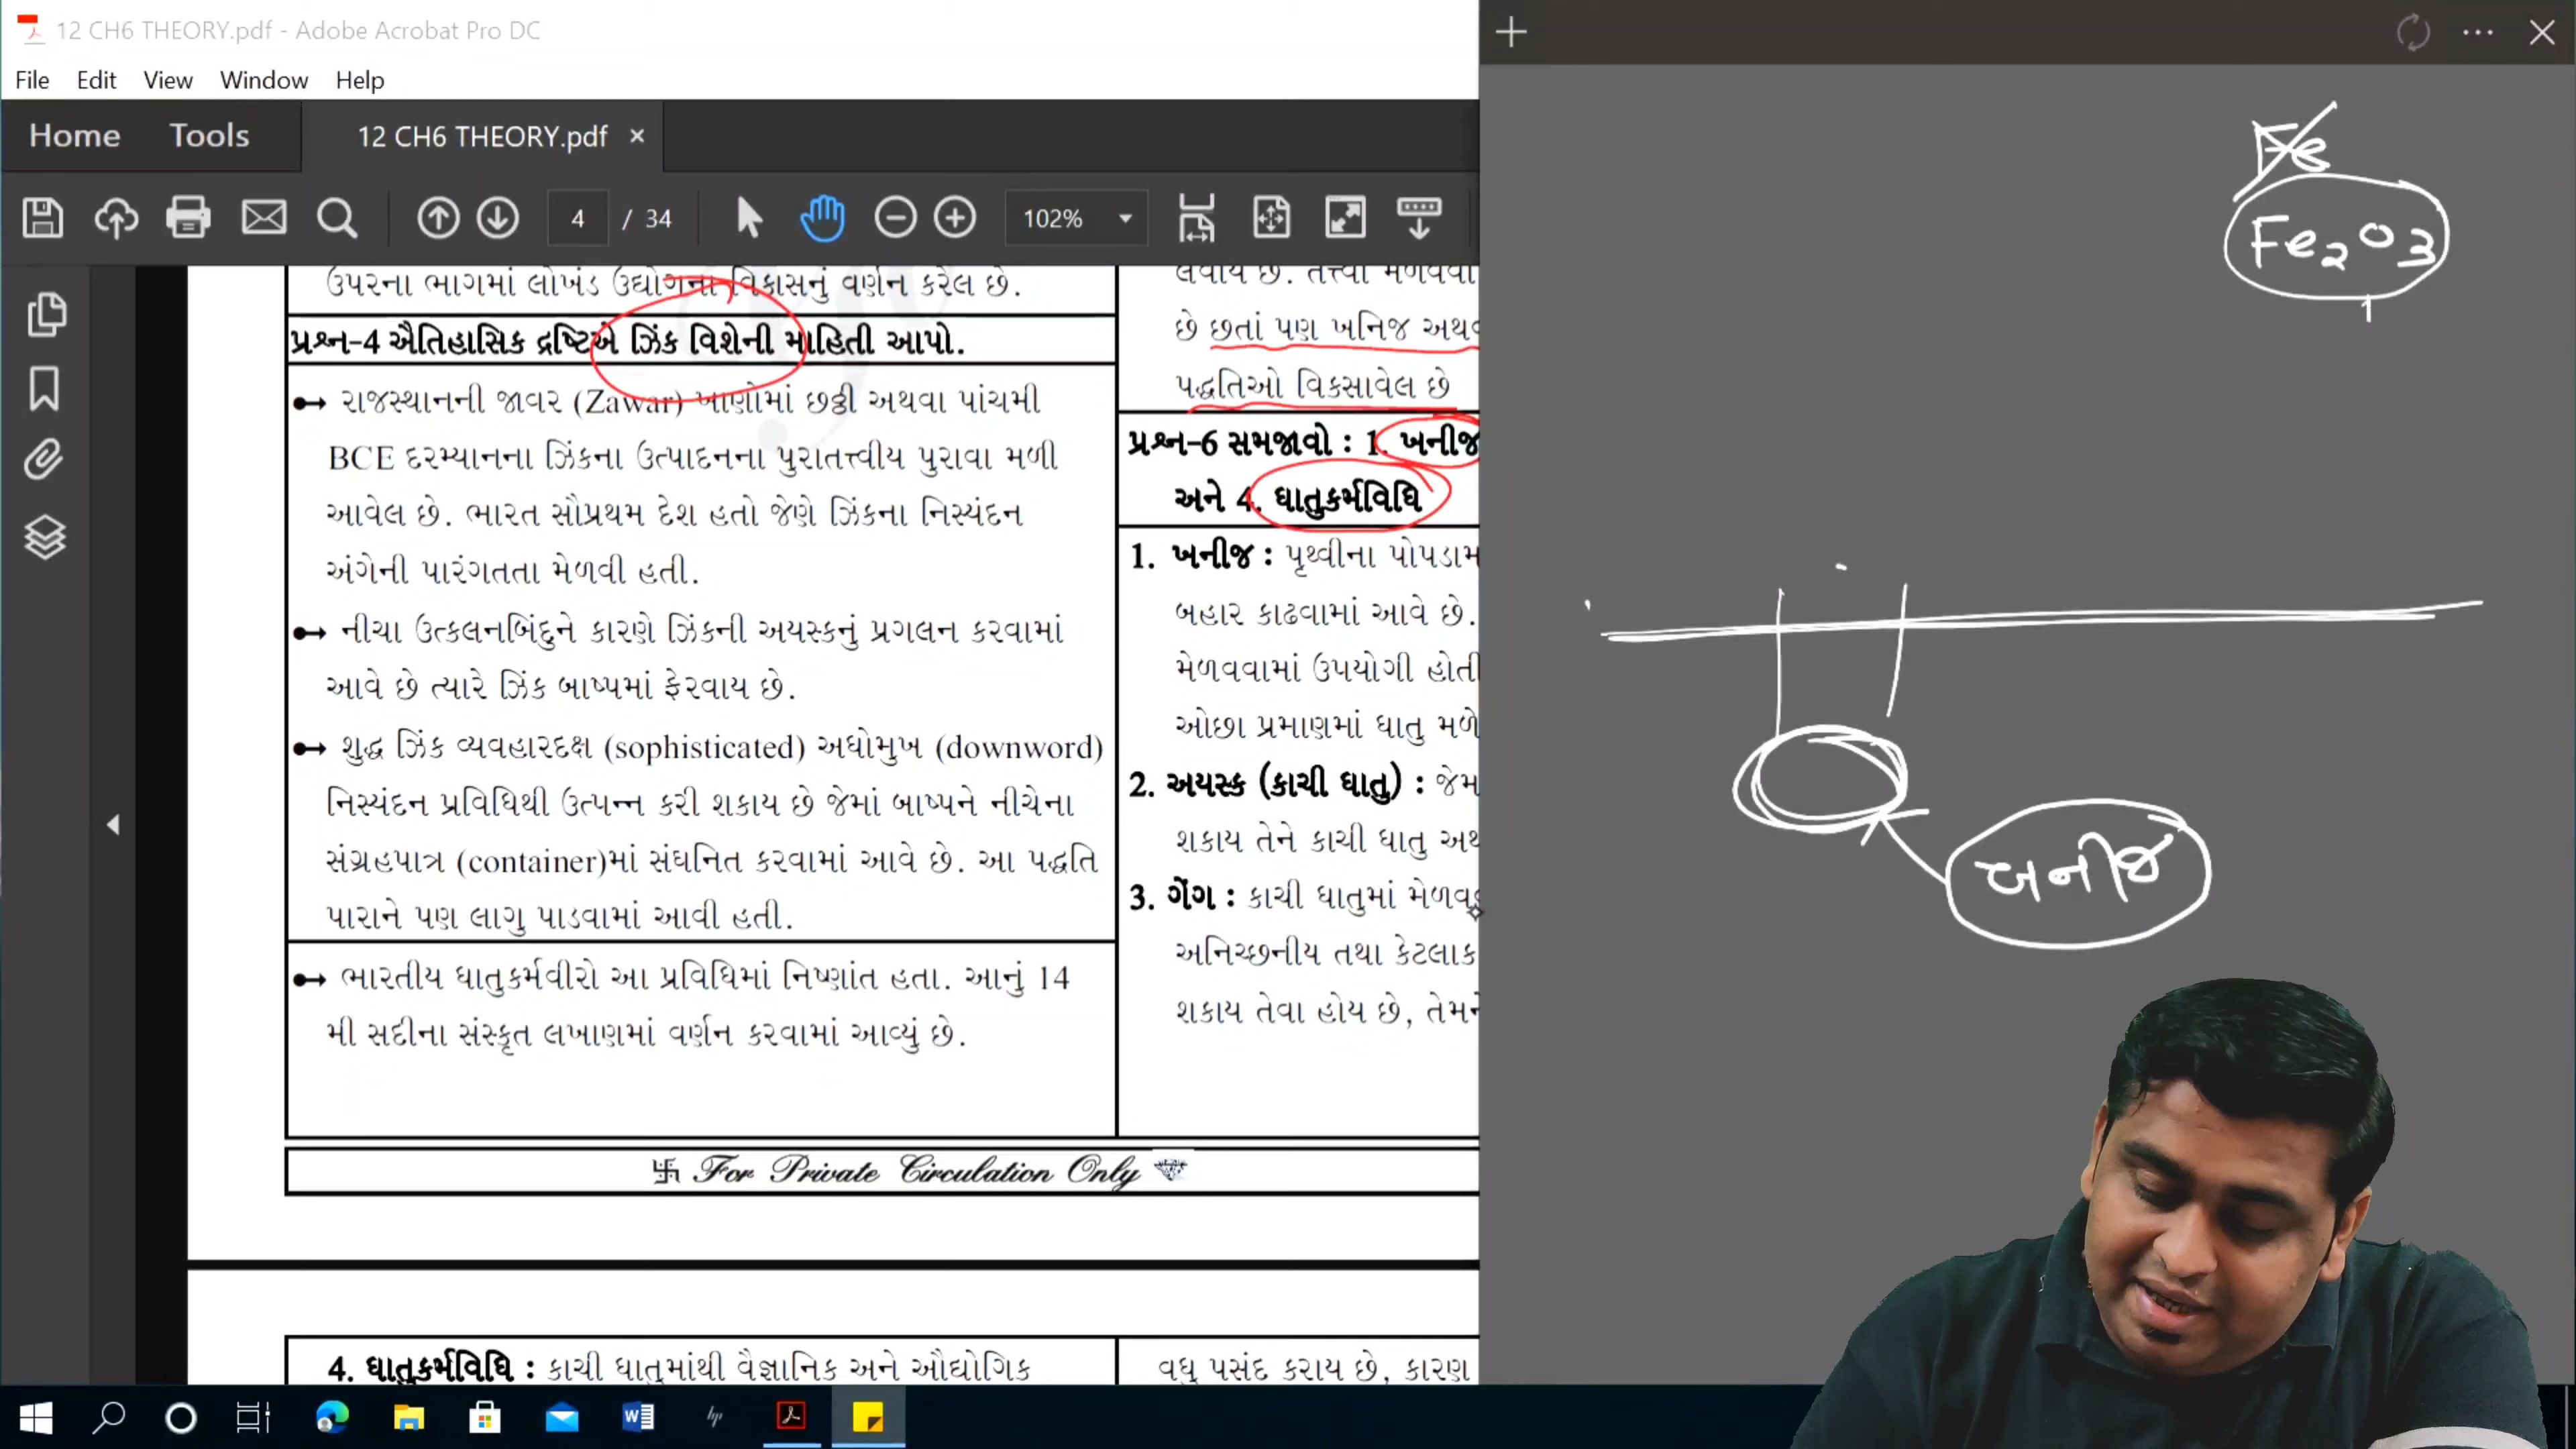 12 CH6 THEORY.pdf - Adobe Acrobat Pro DC
File Edit View Window Help
Home Tools 12 CH6 THEORY.pdf ×
4 / 34 102%
ઉપરના ભાગમાં લોખંડ ઉદ્યોગના વિકાસનું વર્ણન કરેલ છે.
પ્રશ્ન-4 ઐતિહાસિક દ્રષ્ટિએ ઝિંક વિશેની માહિતી આપો.
રાજસ્થાનની જાવર (Zawar) ખાણોમાં છઠ્ઠી અથવા પાંચમી
BCE દરમ્યાનના ઝિંકના ઉત્પાદનના પુરાતત્ત્વીય પુરાવા મળી
આવેલ છે. ભારત સૌપ્રથમ દેશ હતો જેણે ઝિંકના નિસ્યંદન
અંગેની પારંગતતા મેળવી હતી.
નીચા ઉત્કલનબિંદુને કારણે ઝિંકની અયસ્કનું પ્રગલન કરવામાં
આવે છે ત્યારે ઝિંક બાષ્પમાં ફેરવાય છે.
શુદ્ધ ઝિંક વ્યવહારદક્ષ (sophisticated) અધોમુખ (downword)
નિસ્યંદન પ્રવિધિથી ઉત્પન્ન કરી શકાય છે જેમાં બાષ્પને નીચેના
સંગ્રહપાત્ર (container)માં સંઘનિત કરવામાં આવે છે. આ પદ્ધતિ
પારાને પણ લાગુ પાડવામાં આવી હતી.
ભારતીય ધાતુકર્મવીરો આ પ્રવિધિમાં નિષ્ણાંત હતા. આનું 14
મી સદીના સંસ્કૃત લખાણમાં વર્ણન કરવામાં આવ્યું છે.
લેવાય છે. તત્ત્વો મેળવવા
છે છતાં પણ ખનિજ
પદ્ધતિઓ વિકસાવેલ છે
પ્રશ્ન-6 સમજાવો : 1. ખનીજ
અને 4. ધાતુકર્મવિધિ
1. ખનીજ : પૃથ્વીના
બહાર કાઢવામાં આવે છે.
મેળવવામાં ઉપયોગી હોતી
ઓછા પ્રમાણમાં ધાતુ મળે
2. અયસ્ક (કાચી ધાતુ) : જેમ
શકાય તેને કાચી ધાતુ
3. ગેંગ : કાચી ધાતુમાં
અનિચ્છનીય તથા કેટલાક
શકાય તેવા હોય છે,
卐 For Private Circulation Only
4. ધાતુકર્મવિધિ : કાચી ધાતુમાંથી વૈજ્ઞાનિક અને ઔદ્યોગિક
વધુ પસંદ કરાય છે, કારણ
Fe
Fe₂O₃
ખનીજ